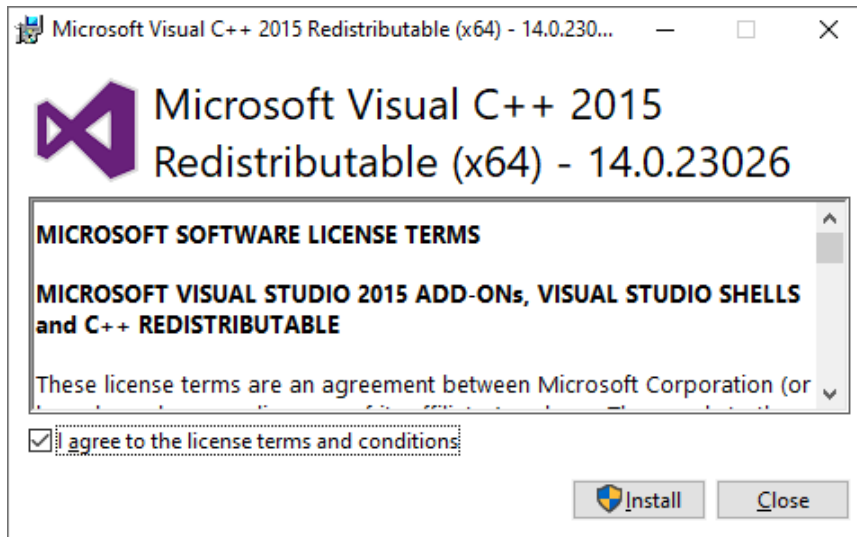 Microsoft Visual C++ 2015 Redistributable (x64) - 14.0.230...
Microsoft Visual C++ 2015
Redistributable (x64) - 14.0.23026
MICROSOFT SOFTWARE LICENSE TERMS
MICROSOFT VISUAL STUDIO 2015 ADD-ONs, VISUAL STUDIO SHELLS
and C++ REDISTRIBUTABLE
These license terms are an agreement between Microsoft Corporation (or
I agree to the license terms and conditions
Install
Close